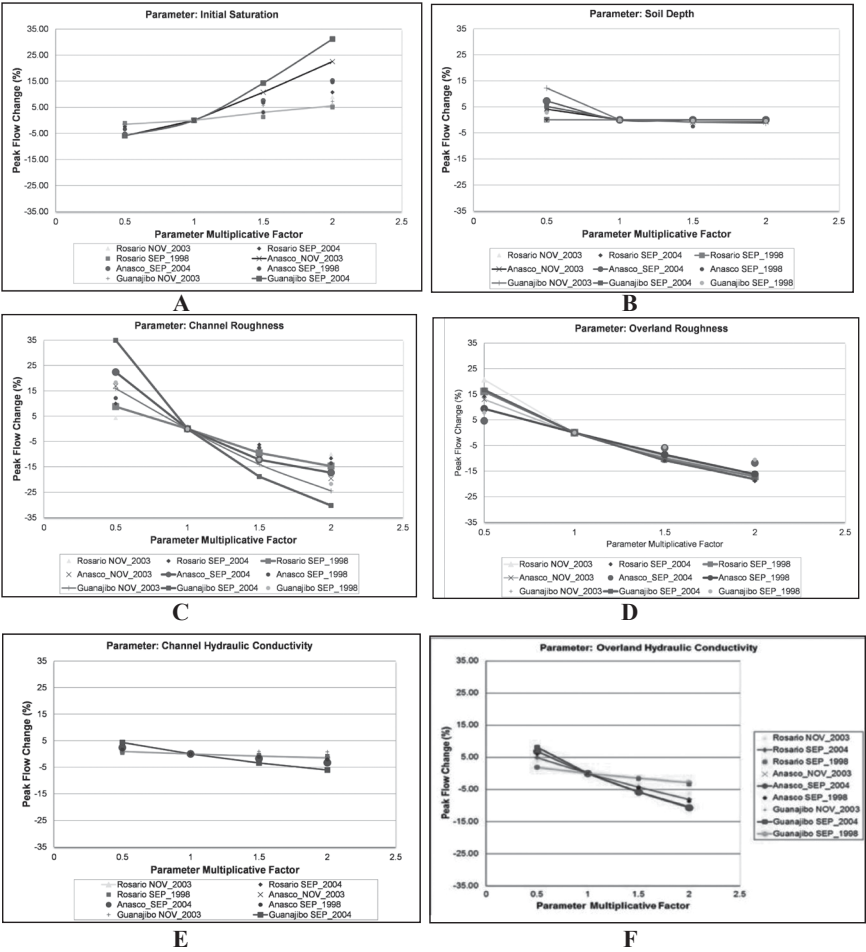 Parameter: Initial Saturation
Peak Flow Change (%)
35.00
25.00
15.00
5.00
-5.00
-15.00
-25.00
-35.00
0 0.5 1 1.5 2 2.5
Parameter Multiplicative Factor
Rosario NOV_2003 Rosario SEP_2004
Rosario SEP_1998 Anasco_NOV_2003
Anasco_SEP_2004 Anasco SEP_1998
Guanajibo NOV_2003 Guanajibo SEP_2004
A
Parameter: Soil Depth
Peak Flow Change (%)
35
25
15
5
-5
-15
-25
-35
0 0.5 1 1.5 2 2.5
Parameter Multiplicative Factor
Rosario NOV_2003 Rosario SEP_2004 Rosario SEP_1998
Anasco_NOV_2003 Anasco_SEP_2004 Anasco SEP_1998
Guanajibo NOV_2003 Guanajibo SEP_2004 Guanajibo SEP_1998
B
Parameter: Channel Roughness
Peak Flow Change (%)
35
25
15
5
-5
-15
-25
-35
0 0.5 1 1.5 2 2.5
Parameter Multiplicative Factor
Rosario NOV_2003 Rosario SEP_2004 Rosario SEP_1998
Anasco_NOV_2003 Anasco_SEP_2004 Anasco SEP_1998
Guanajibo NOV_2003 Guanajibo SEP_2004 Guanajibo SEP_1998
C
Parameter: Overland Roughness
Peak Flow Change (%)
35
25
15
5
-5
-15
-25
-35
0.5 1 1.5 2 2.5
Parameter Multiplicative Factor
Rosario NOV_2003 Rosario SEP_2004 Rosario SEP_1998
Anasco_NOV_2003 Anasco_SEP_2004 Anasco SEP_1998
Guanajibo NOV_2003 Guanajibo SEP_2004 Guanajibo SEP_1998
D
Parameter: Channel Hydraulic Conductivity
Peak Flow Change (%)
35
25
15
5
-5
-15
-25
-35
0 0.5 1 1.5 2 2.5
Parameter Multiplicative Factor
Rosario NOV_2003 Rosario SEP_2004
Rosario SEP_1998 Anasco_NOV_2003
Anasco_SEP_2004 Anasco SEP_1998
Guanajibo NOV_2003 Guanajibo SEP_2004
E
Parameter: Overland Hydraulic Conductivity
Peak Flow Change (%)
35.00
25.00
15.00
5.00
-5.00
-15.00
-25.00
-35.00
0 0.5 1 1.5 2 2.5
Parameter Multiplicative Factor
Rosario NOV_2003
Rosario SEP_2004
Rosario SEP_1998
Anasco_NOV_2003
Anasco_SEP_2004
Anasco SEP_1998
Guanajibo NOV_2003
Guanajibo SEP_2004
Guanajibo SEP_1998
F